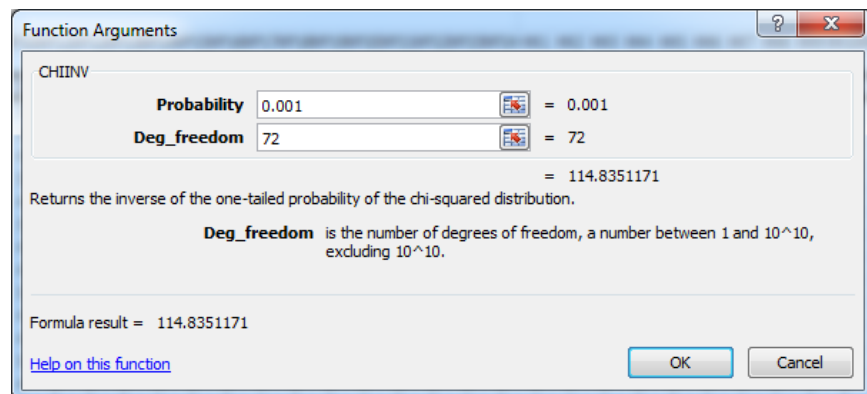 Function Arguments
CHIINV
Probability 0.001 = 0.001
Deg_freedom 72 = 72
= 114.8351171
Returns the inverse of the one-tailed probability of the chi-squared distribution.
Deg_freedom is the number of degrees of freedom, a number between 1 and 10^10,
excluding 10^10.
Formula result = 114.8351171
Help on this function OK Cancel